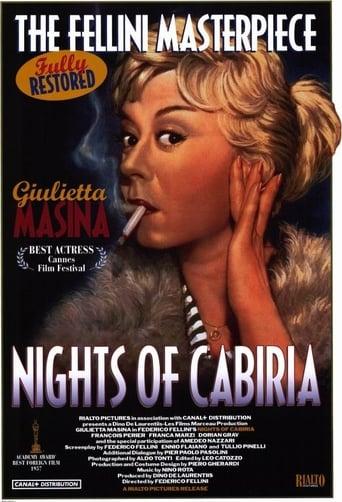 THE FELLINI MASTERPIECE
Fully
RESTORED
Giulietta
MASINA
BEST ACTRESS
Cannes
Film Festival
NIGHTS OF CABIRIA
RIALTO PICTURES in association with CANAL+ DISTRIBUTION
presents a Dino De Laurentiis-Les Films Marceau Production
GIULIETTA MASINA in FEDERICO FELLINI'S NIGHTS OF CABIRIA
FRANÇOIS PERIER FRANCA MARZI DORIAN GRAY
and the special participation of AMEDEO NAZZARI
Screenplay by FEDERICO FELLINI ENNIO FLAIANO and TULLIO PINELLI
Additional Dialogue by PIER PAOLO PASOLINI
Photographed by ALDO TONTI Edited by LEO CATOZZO
Production and Costume Design by PIERO GHERARDI
Music by NINO ROTA
Produced by DINO DE LAURENTIIS
Directed by FEDERICO FELLINI
A RIALTO PICTURES RELEASE
ACADEMY AWARD
BEST FOREIGN FILM
1957
CANAL+ DISTRIBUTION
RIALTO